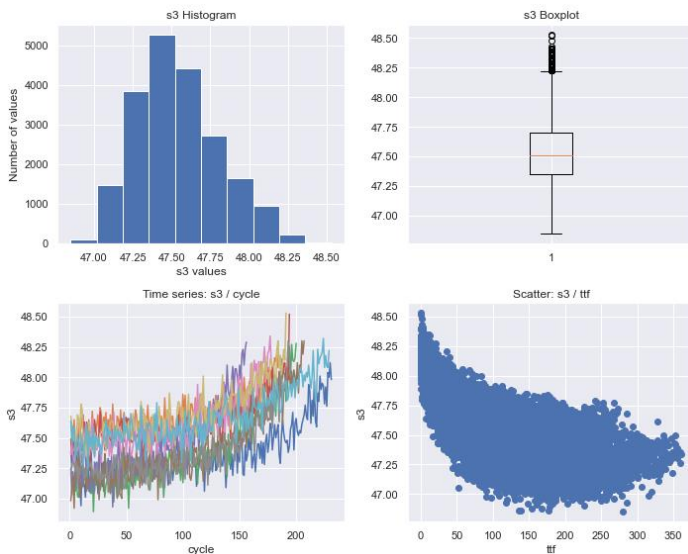 s3 Histogram
5000
4000
3000
2000
1000
0
Number of values
47.00 47.25 47.50 47.75 48.00 48.25 48.50
s3 values
s3 Boxplot
48.50
48.25
48.00
47.75
47.50
47.25
47.00
1
Time series: s3 / cycle
48.50
48.25
48.00
47.75
47.50
47.25
47.00
s3
0 50 100 150 200
cycle
Scatter: s3 / ttf
48.50
48.25
48.00
47.75
47.50
47.25
47.00
s3
0 50 100 150 200 250 300 350
ttf